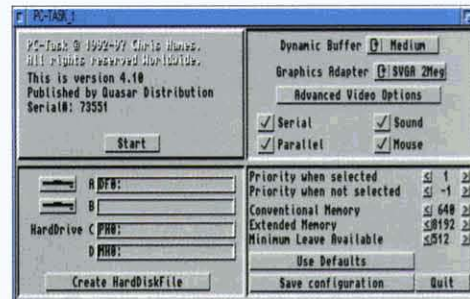 PC-TASK_1
PC-Task © 1992-97 Chris Hames.
All rights reserved Worldwide.
This is version 4.10
Published by Quasar Distribution
Serial#: 73551
Start
Dynamic Buffer Medium
Graphics Adapter SVGA 2Meg
Advanced Video Options
Serial Sound
Parallel Mouse
A DF0:
B
HardDrive C PH0:
D MH0:
Create HardDiskFile
Priority when selected < 1 >
Priority when not selected < -1 >
Conventional Memory < 640 >
Extended Memory < 8192 >
Minimum Leave Available < 512 >
Use Defaults
Save configuration Quit